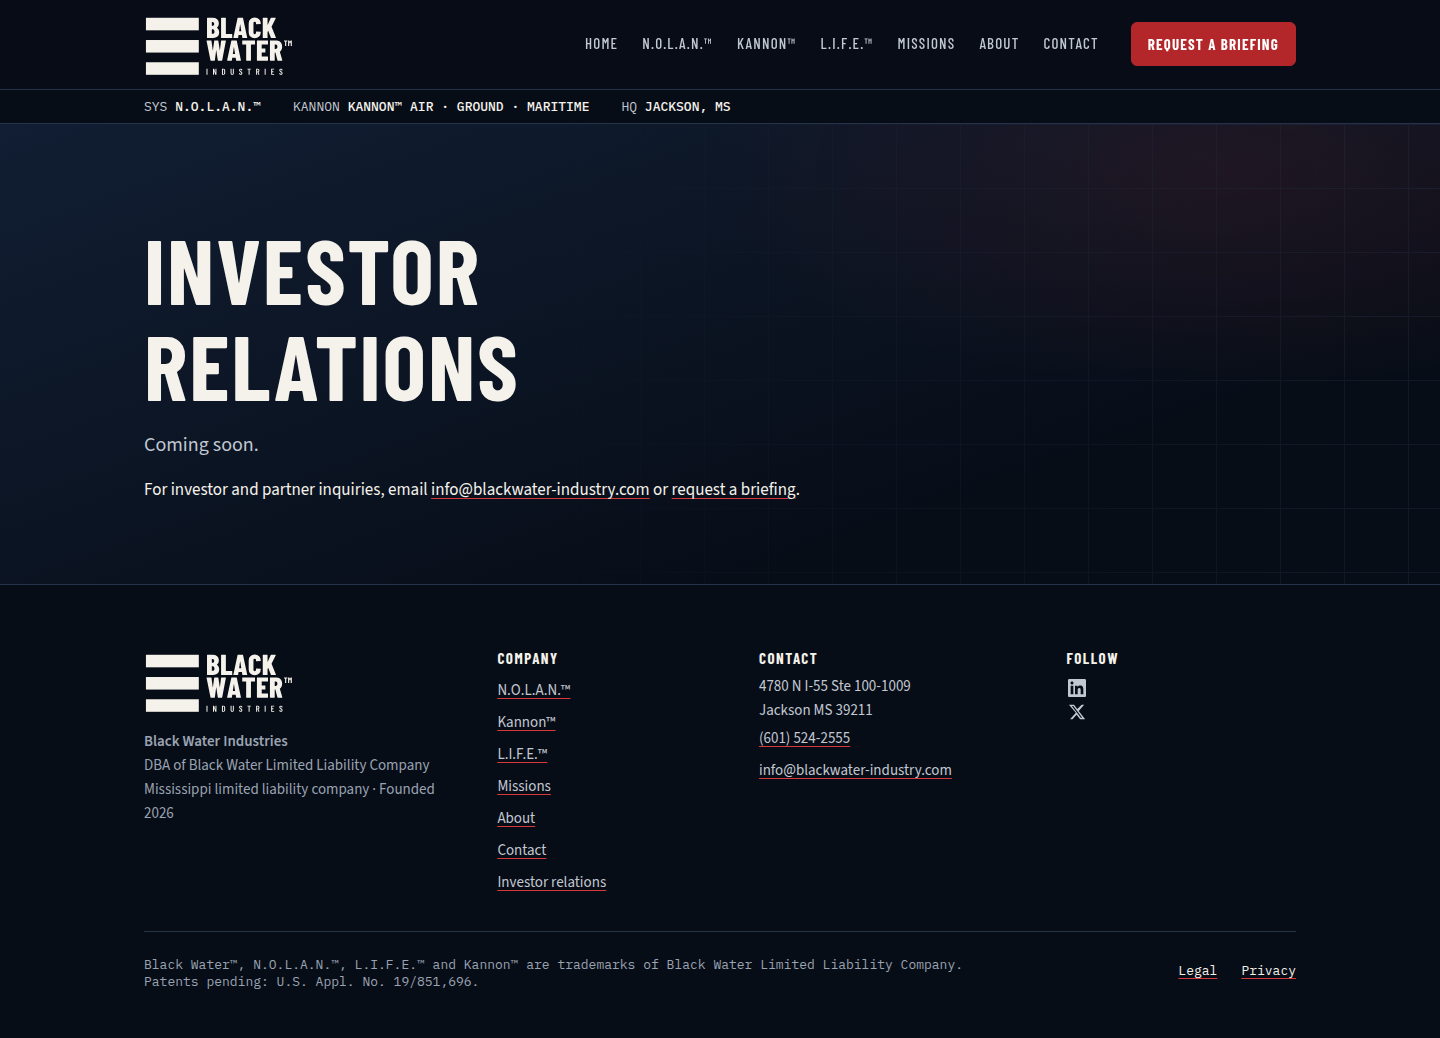 BLACK
WATER™
INDUSTRIES
HOME N.O.L.A.N.™ KANNON™ L.I.F.E.™ MISSIONS ABOUT CONTACT REQUEST A BRIEFING
SYS N.O.L.A.N.™ KANNON KANNON™ AIR · GROUND · MARITIME HQ JACKSON, MS
INVESTOR
RELATIONS
Coming soon.
For investor and partner inquiries, email info@blackwater-industry.com or request a briefing.
BLACK
WATER™
INDUSTRIES
Black Water Industries
DBA of Black Water Limited Liability Company
Mississippi limited liability company · Founded
2026
COMPANY
N.O.L.A.N.™
Kannon™
L.I.F.E.™
Missions
About
Contact
Investor relations
CONTACT
4780 N I-55 Ste 100-1009
Jackson MS 39211
(601) 524-2555
info@blackwater-industry.com
FOLLOW
Black Water™, N.O.L.A.N.™, L.I.F.E.™ and Kannon™ are trademarks of Black Water Limited Liability Company.
Patents pending: U.S. Appl. No. 19/851,696.
Legal Privacy